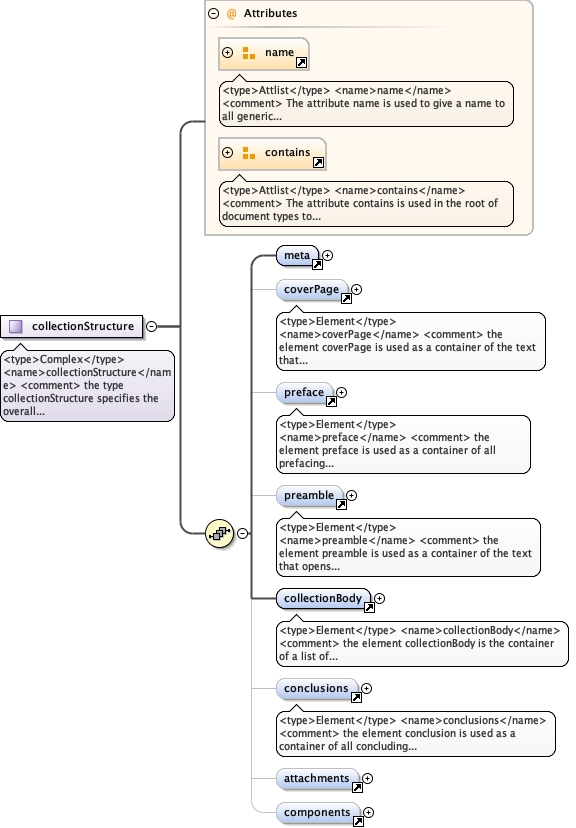 @ Attributes
name
<type>Attlist</type> <name>name</name>
<comment> The attribute name is used to give a name to
all generic...
contains
<type>Attlist</type> <name>contains</name>
<comment> The attribute contains is used in the root of
document types to...
collectionStructure
<type>Complex</type>
<name>collectionStructure</nam
e> <comment> the type
collectionStructure specifies the
overall...
meta
coverPage
<type>Element</type>
<name>coverPage</name> <comment> the
element coverPage is used as a container of the text
that...
preface
<type>Element</type>
<name>preface</name> <comment> the
element preface is used as a container of all
prefacing...
preamble
<type>Element</type>
<name>preamble</name> <comment> the
element preamble is used as a container of the text
that opens...
collectionBody
<type>Element</type> <name>collectionBody</name>
<comment> the element collectionBody is the container
of a list of...
conclusions
<type>Element</type> <name>conclusions</name>
<comment> the element conclusion is used as a
container of all concluding...
attachments
components